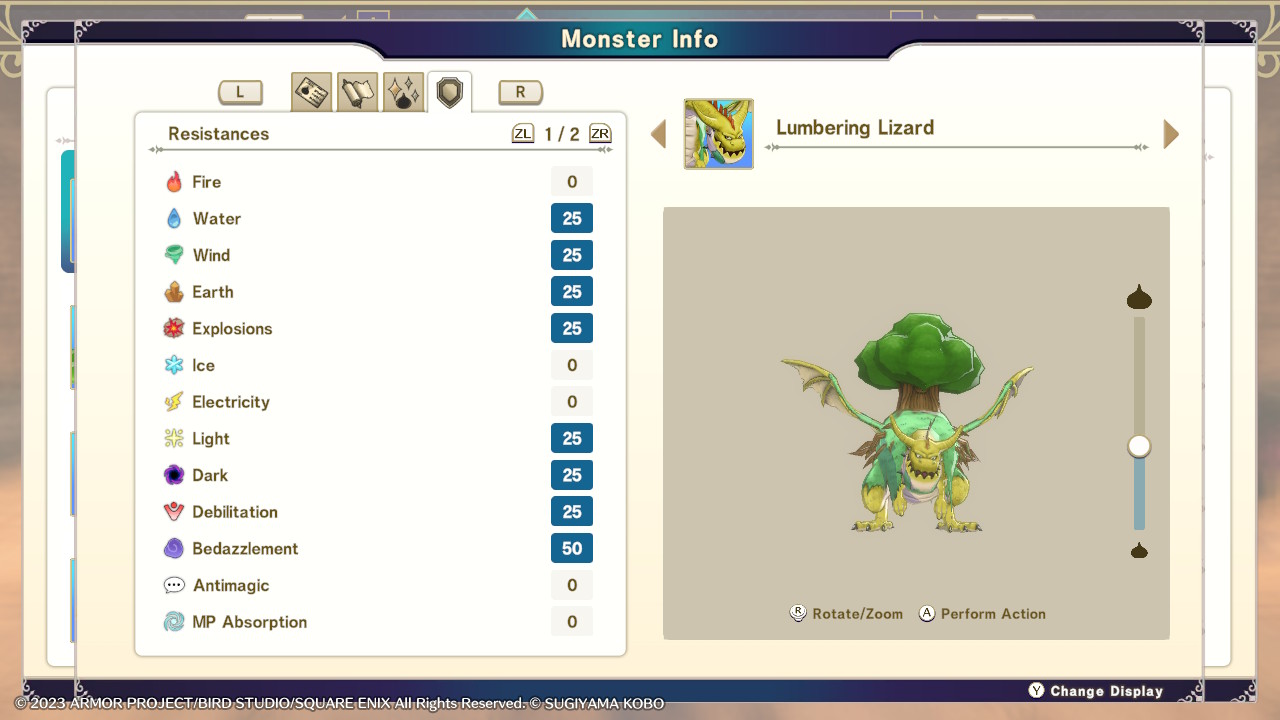 Monster Info
L
R
Resistances
ZL 1 / 2 ZR
Lumbering Lizard
Fire 0
Water 25
Wind 25
Earth 25
Explosions 25
Ice 0
Electricity 0
Light 25
Dark 25
Debilitation 25
Bedazzlement 50
Antimagic 0
MP Absorption 0
R Rotate/Zoom A Perform Action
Y Change Display
© 2023 ARMOR PROJECT/BIRD STUDIO/SQUARE ENIX All Rights Reserved. © SUGIYAMA KOBO